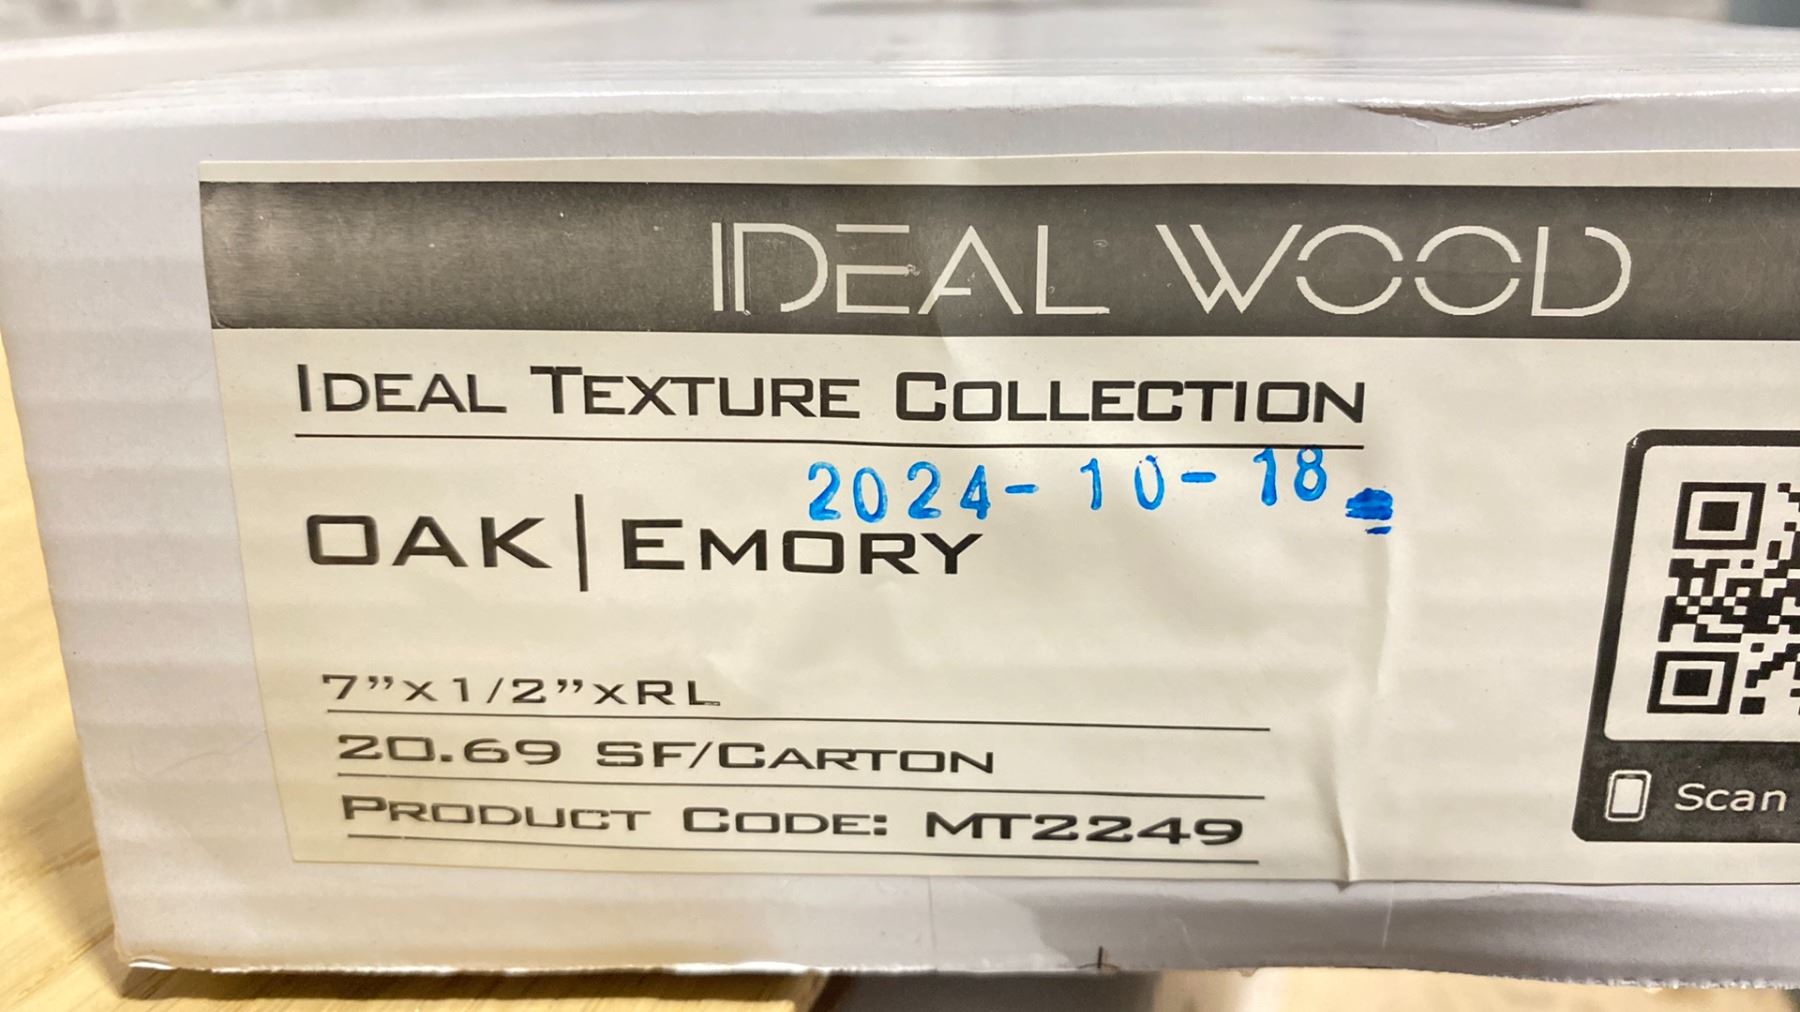 IDEAL WOOD
IDEAL TEXTURE COLLECTION
2024-10-18
OAK | EMORY
7”x1/2”xRL
20.69 SF/CARTON
PRODUCT CODE: MT2249
Scan